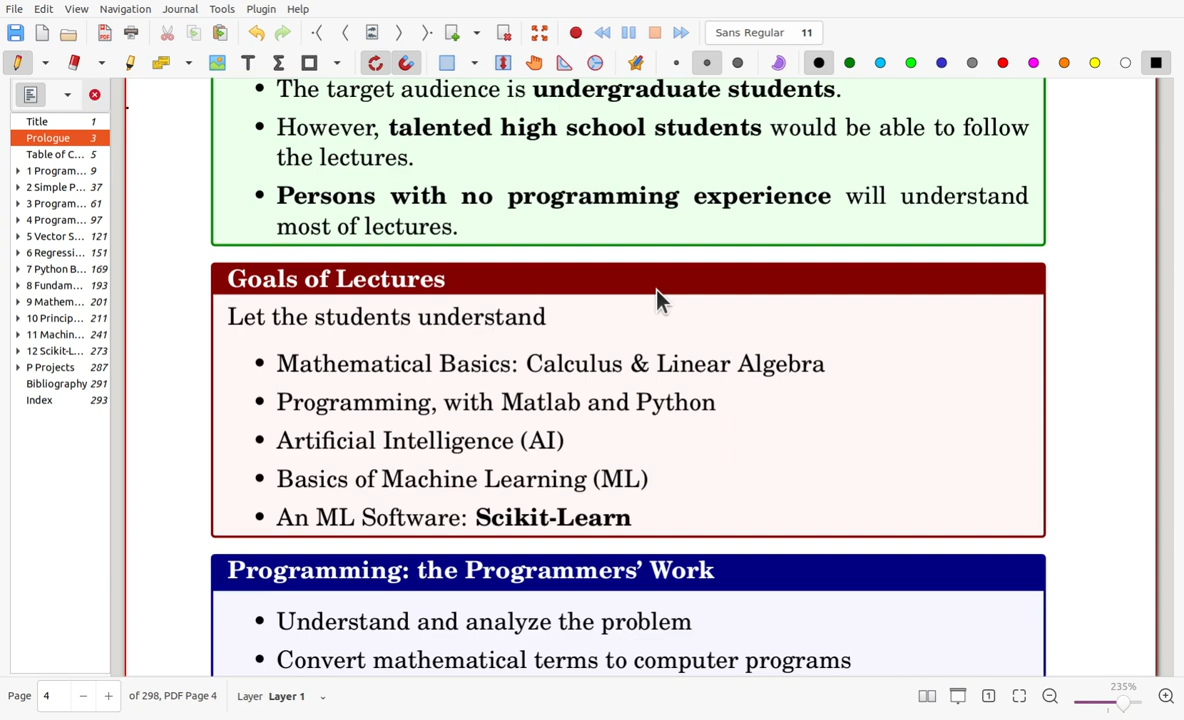 File Edit View Navigation Journal Tools Plugin Help
Sans Regular 11
Title 1
Prologue 3
Table of C... 5
1 Program... 9
2 Simple P... 37
3 Program... 61
4 Program... 97
5 Vector S... 121
6 Regressi... 151
7 Python B... 169
8 Fundam... 193
9 Mathem... 201
10 Princip... 211
11 Machin... 241
12 Scikit-L... 273
P Projects 287
Bibliography 291
Index 293
• The target audience is undergraduate students.
• However, talented high school students would be able to follow
the lectures.
• Persons with no programming experience will understand
most of lectures.
Goals of Lectures
Let the students understand
• Mathematical Basics: Calculus & Linear Algebra
• Programming, with Matlab and Python
• Artificial Intelligence (AI)
• Basics of Machine Learning (ML)
• An ML Software: Scikit-Learn
Programming: the Programmers' Work
• Understand and analyze the problem
• Convert mathematical terms to computer programs
Page 4 − + of 298, PDF Page 4 Layer Layer 1 235%